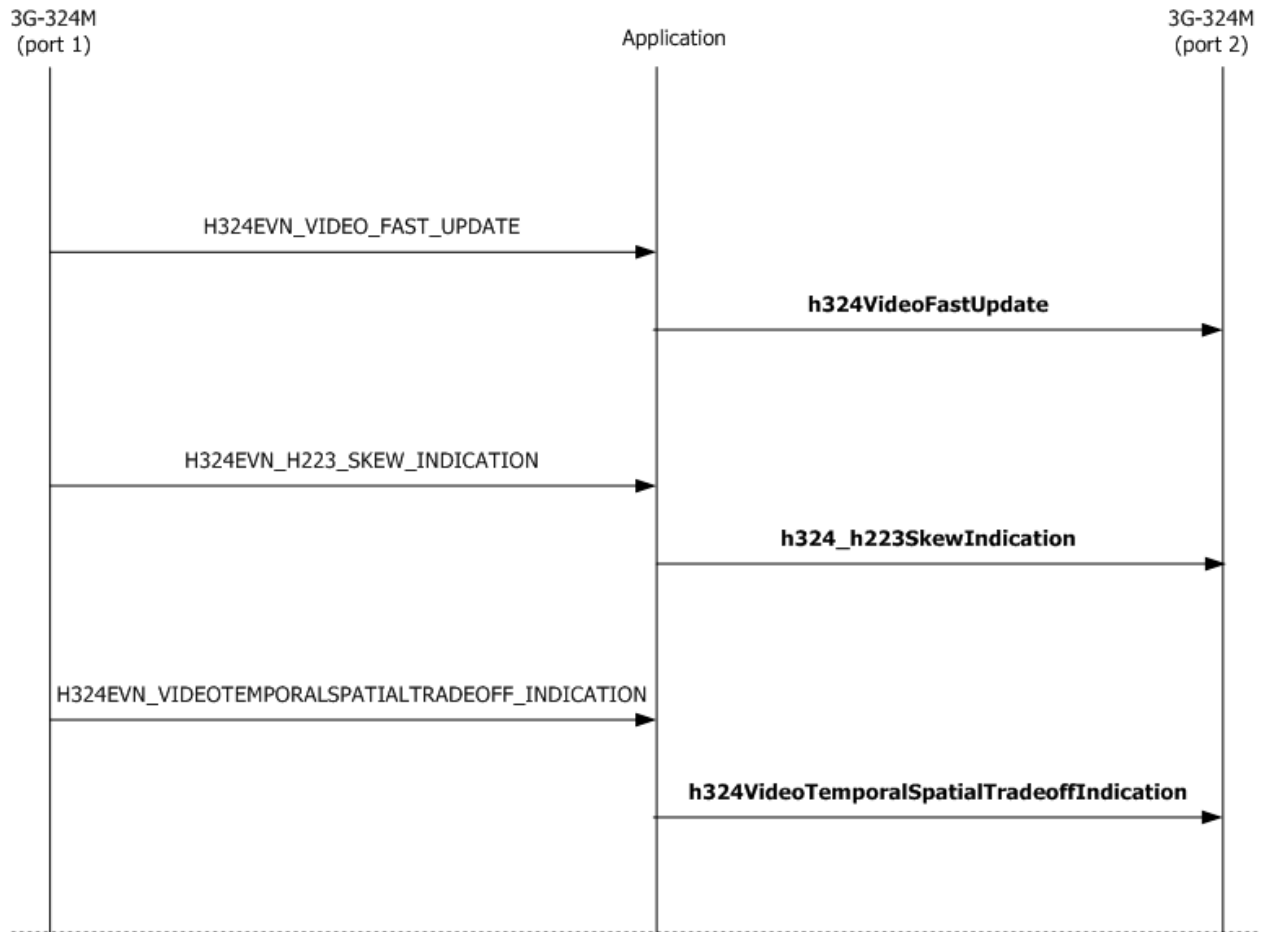 3G-324M
(port 1)
Application
3G-324M
(port 2)
H324EVN_VIDEO_FAST_UPDATE
h324VideoFastUpdate
H324EVN_H223_SKEW_INDICATION
h324_h223SkewIndication
H324EVN_VIDEOTEMPORALSPATIALTRADEOFF_INDICATION
h324VideoTemporalSpatialTradeoffIndication